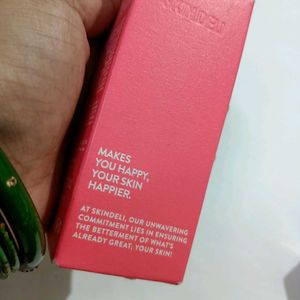 SKINDELI
MAKES
YOU HAPPY,
YOUR SKIN
HAPPIER.
AT SKINDELI, OUR UNWAVERING
COMMITMENT LIES IN ENSURING
THE BETTERMENT OF WHAT'S
ALREADY GREAT, YOUR SKIN!